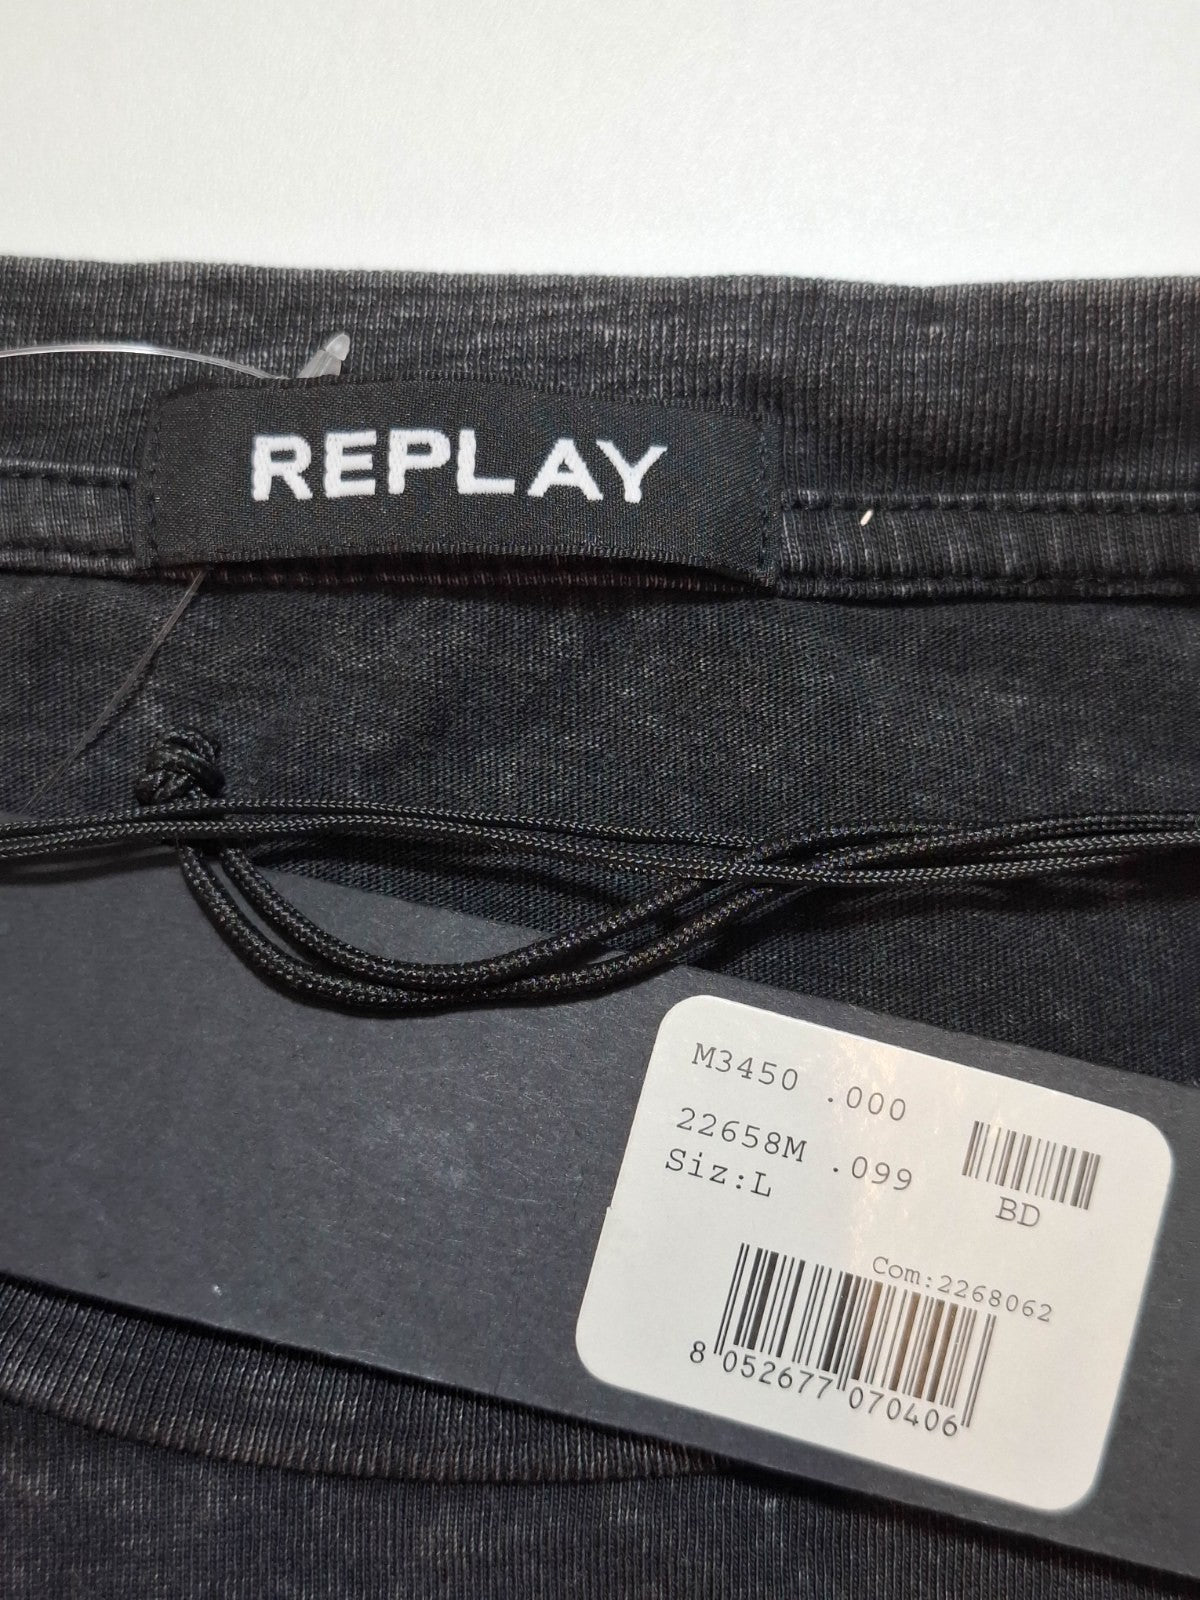 REPLAY
M3450 .000
22658M .099
Siz:L
BD
Com:2268062
8 052677 070406